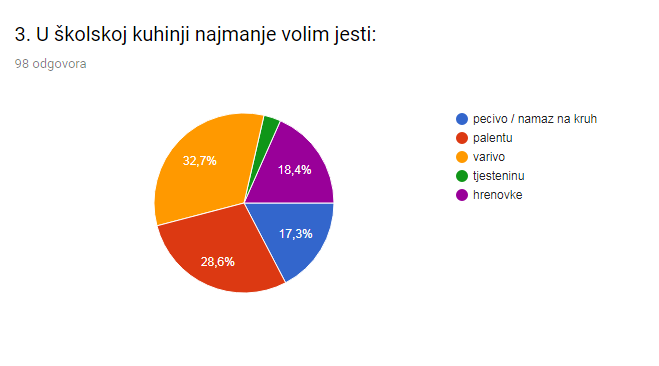 3. U školskoj kuhinji najmanje volim jesti:
98 odgovora
pecivo / namaz na kruh
palentu
varivo
tjesteninu
hrenovke
32,7%
18,4%
17,3%
28,6%